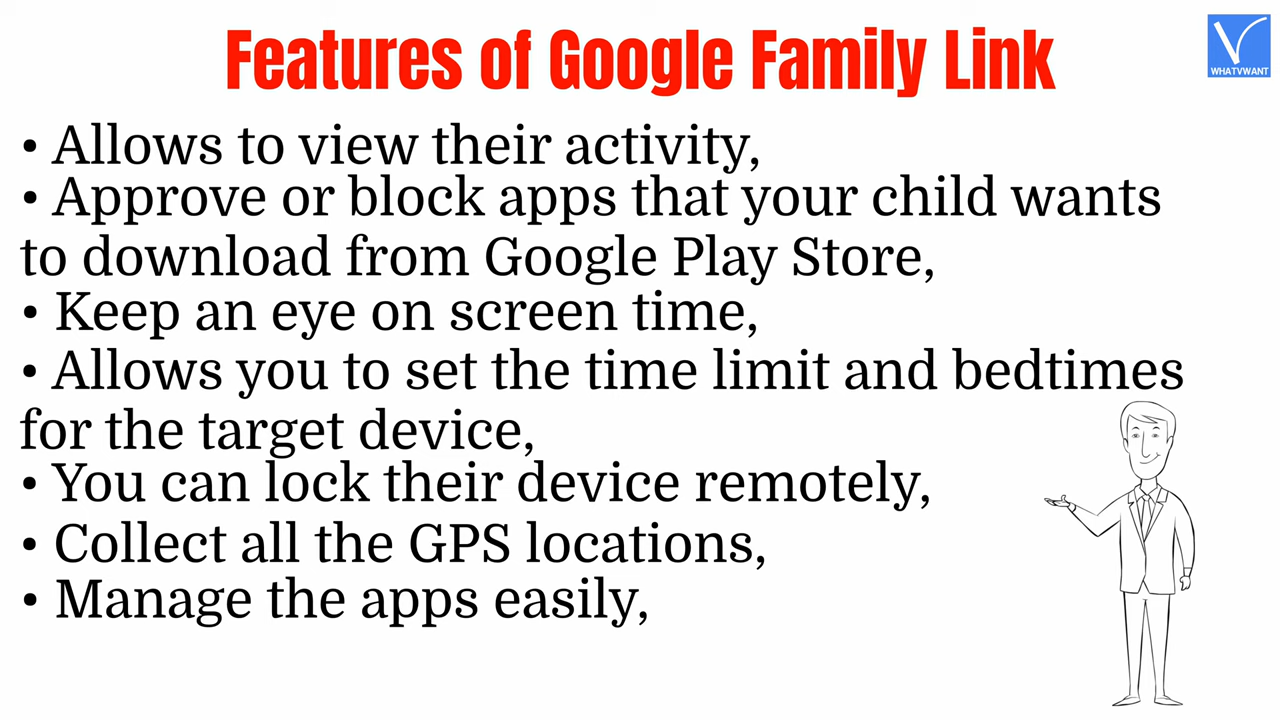 Features of Google Family Link
WHATVWANT
• Allows to view their activity,
• Approve or block apps that your child wants
to download from Google Play Store,
• Keep an eye on screen time,
• Allows you to set the time limit and bedtimes
for the target device,
• You can lock their device remotely,
• Collect all the GPS locations,
• Manage the apps easily,